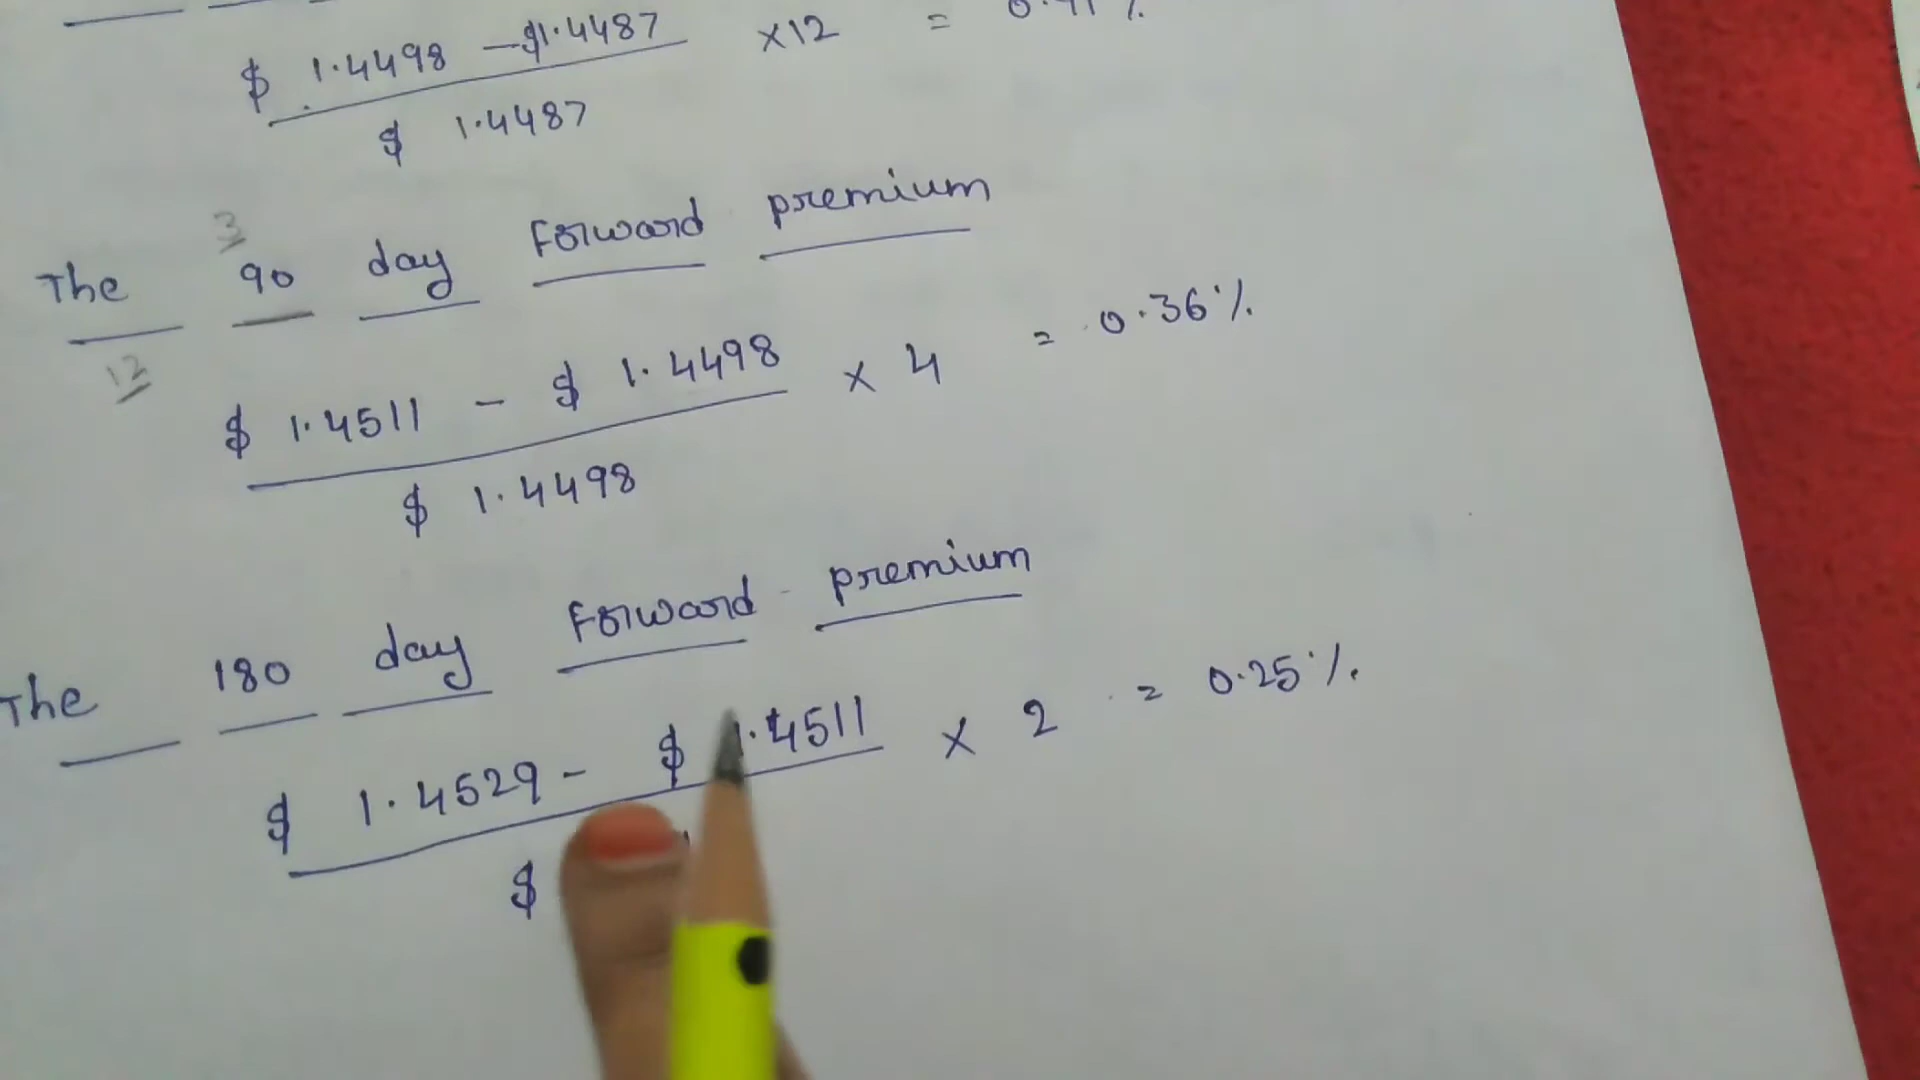 $ 1.4498 - $1.4487 ×12 =
$ 1.4487
3
The 90 day Forward premium
12
$ 1.4511 - $ 1.4498 × 4 = 0.36%
$ 1.4498
The 180 day Forward premium
$ 1.4529 - $ 1.4511 × 2 = 0.25%
$